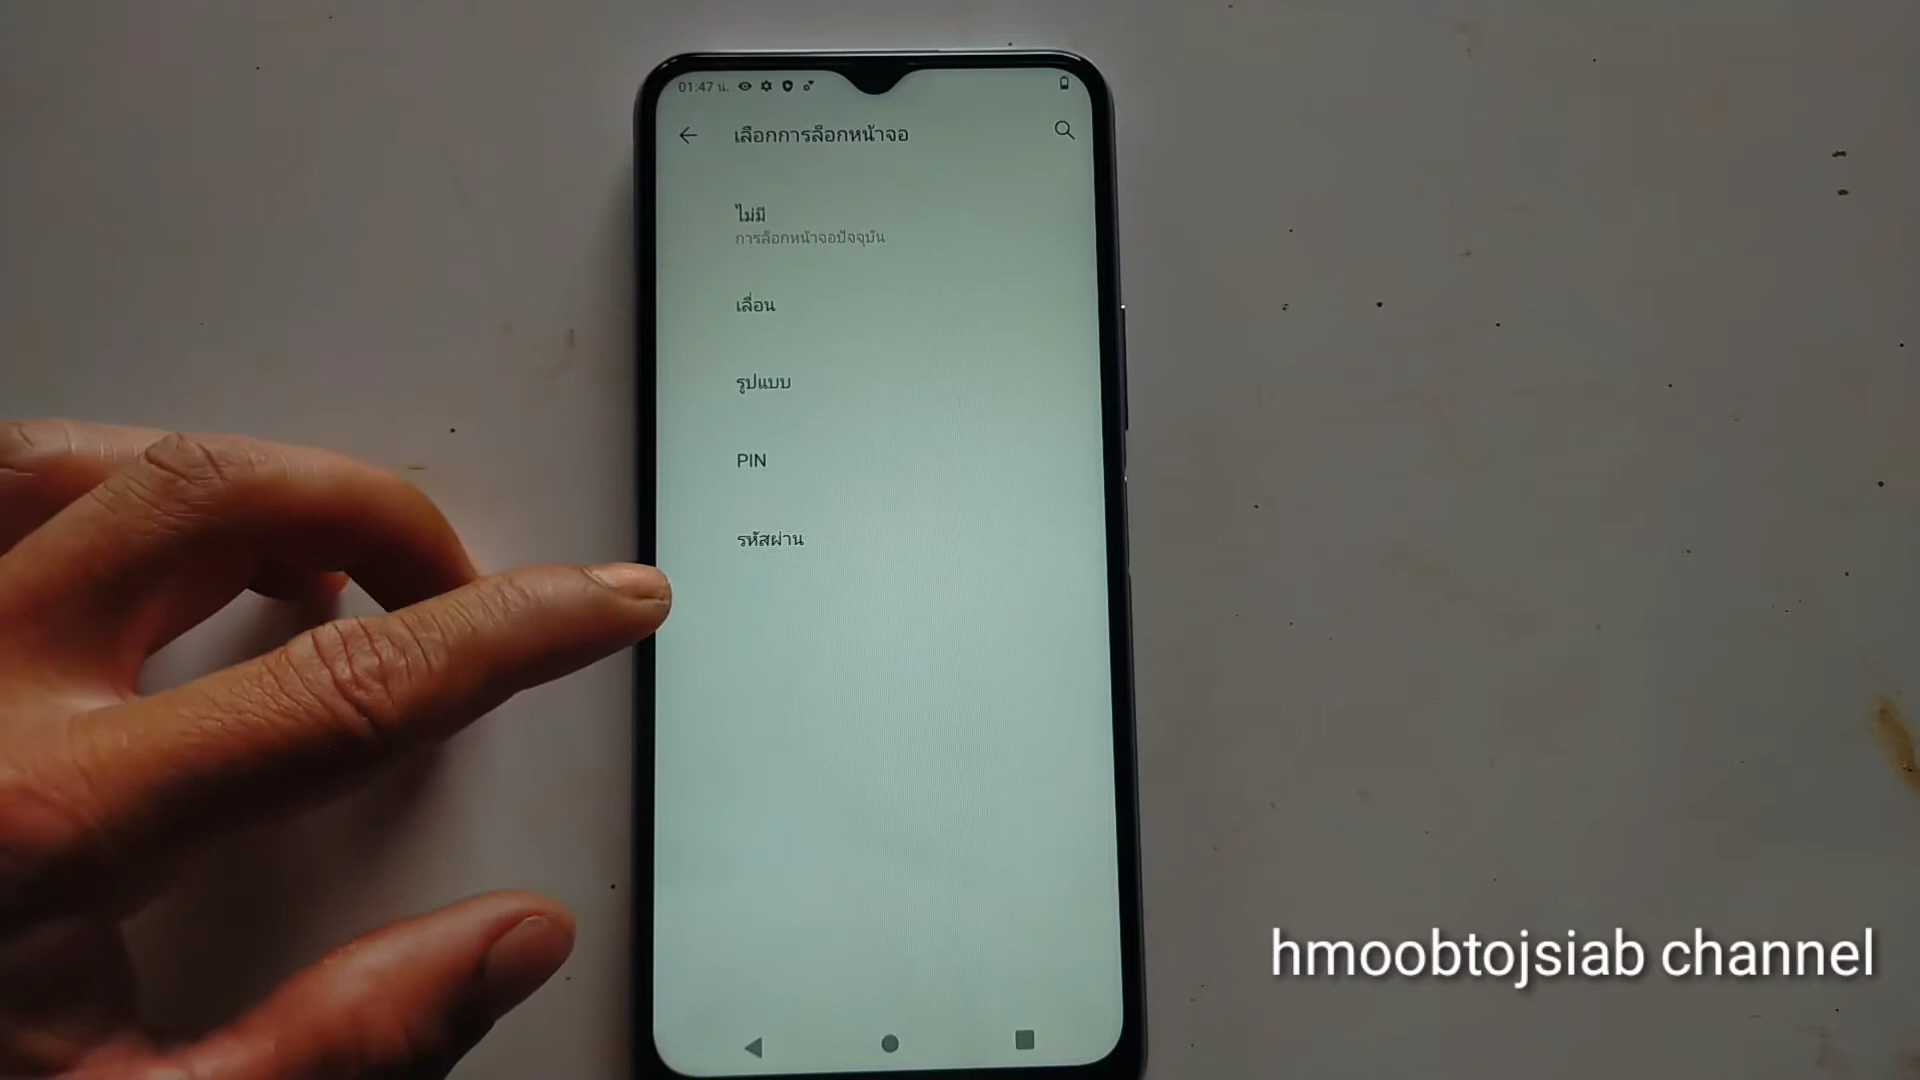 01:47 น.
เลือกการล็อกหน้าจอ
ไม่มี
การล็อกหน้าจอปัจจุบัน
เลื่อน
รูปแบบ
PIN
รหัสผ่าน
hmoobtojsiab channel